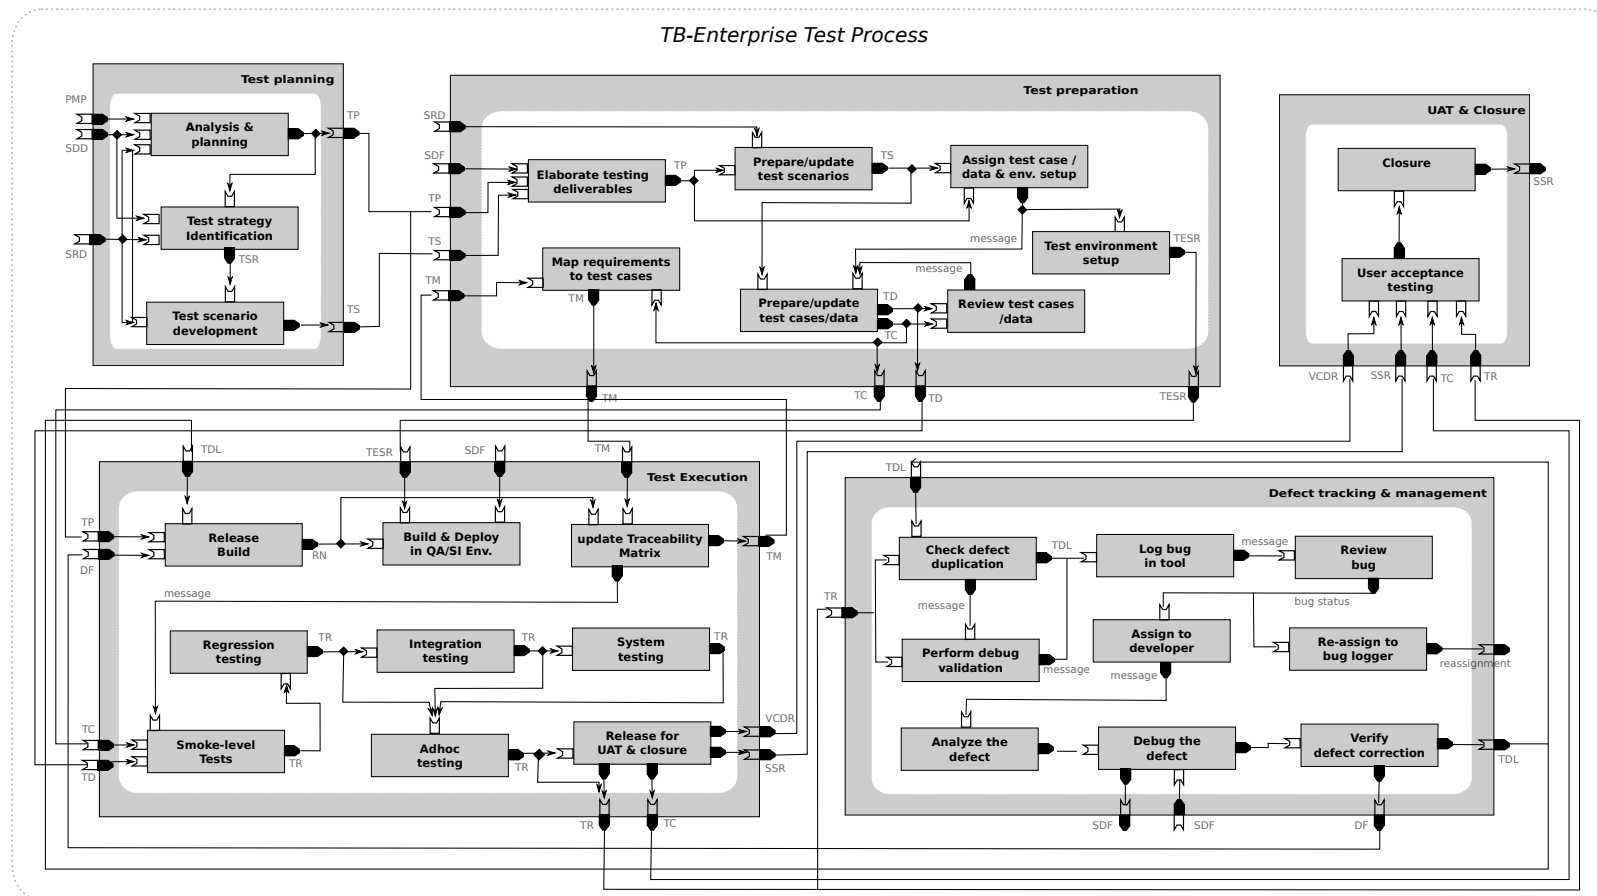 TB-Enterprise Test Process
Test planning
PMP
SDD
SRD
Analysis &
planning
TP
Test strategy
Identification
TSR
Test scenario
development
TS
Test preparation
SRD
SDF
TP
TS
TM
Elaborate testing
deliverables
TP
Prepare/update
test scenarios
TS
Assign test case /
data & env. setup
message
Test environment
setup
TESR
Map requirements
to test cases
TM
message
Prepare/update
test cases/data
TD
TC
Review test cases
/data
TM
TC
TD
TESR
UAT & Closure
Closure
SSR
User acceptance
testing
VCDR
SSR
TC
TR
Test Execution
TDL
TESR
SDF
TM
TP
DF
Release
Build
RN
Build & Deploy
in QA/SI Env.
update Traceability
Matrix
TM
message
Regression
testing
TR
Integration
testing
TR
System
testing
TR
TC
TD
Smoke-level
Tests
TR
Adhoc
testing
TR
Release for
UAT & closure
VCDR
SSR
TR
TC
Defect tracking & management
TDL
TR
Check defect
duplication
TDL
Log bug
in tool
message
Review
bug
bug status
message
Perform debug
validation
message
Assign to
developer
message
Re-assign to
bug logger
reassignment
Analyze the
defect
Debug the
defect
Verify
defect correction
TDL
SDF
SDF
DF